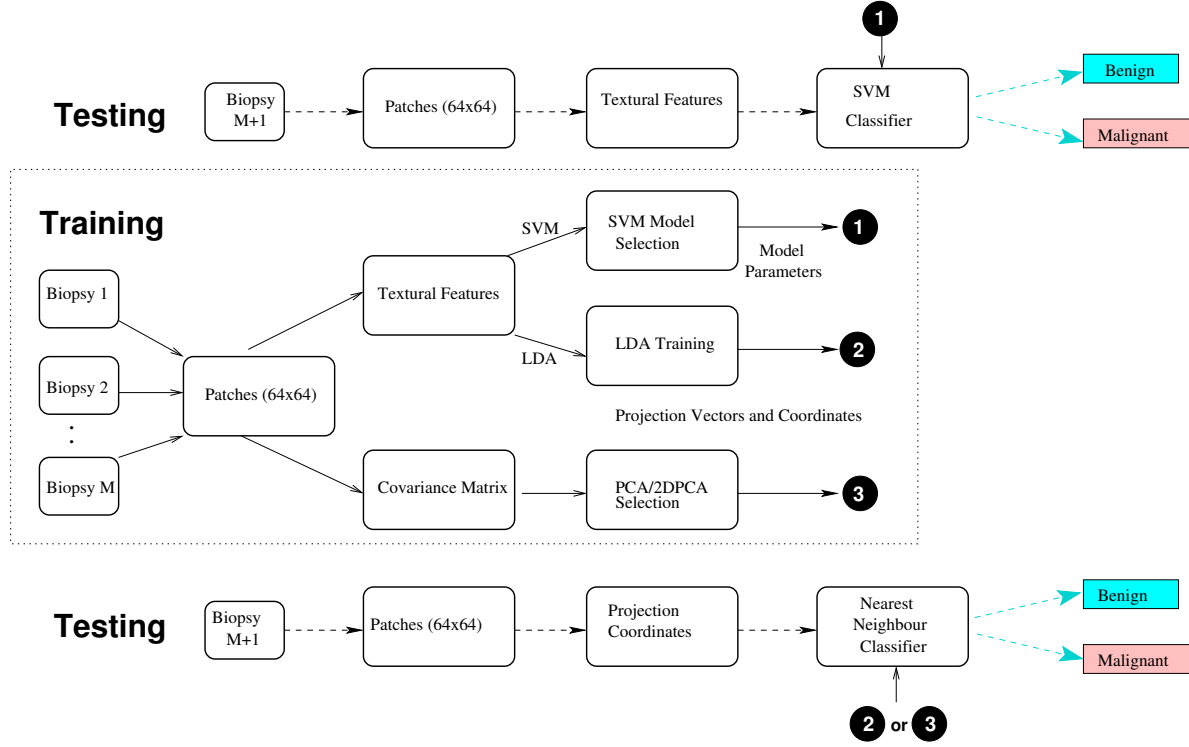 1
Testing
Biopsy
M+1
Patches (64x64)
Textural Features
SVM
Classifier
Benign
Malignant
Training
Biopsy 1
Biopsy 2
:
Biopsy M
Patches (64x64)
Textural Features
SVM
LDA
SVM Model
Selection
Model
Parameters
1
LDA Training
2
Projection Vectors and Coordinates
Covariance Matrix
PCA/2DPCA
Selection
3
Testing
Biopsy
M+1
Patches (64x64)
Projection
Coordinates
Nearest
Neighbour
Classifier
Benign
Malignant
2 or 3